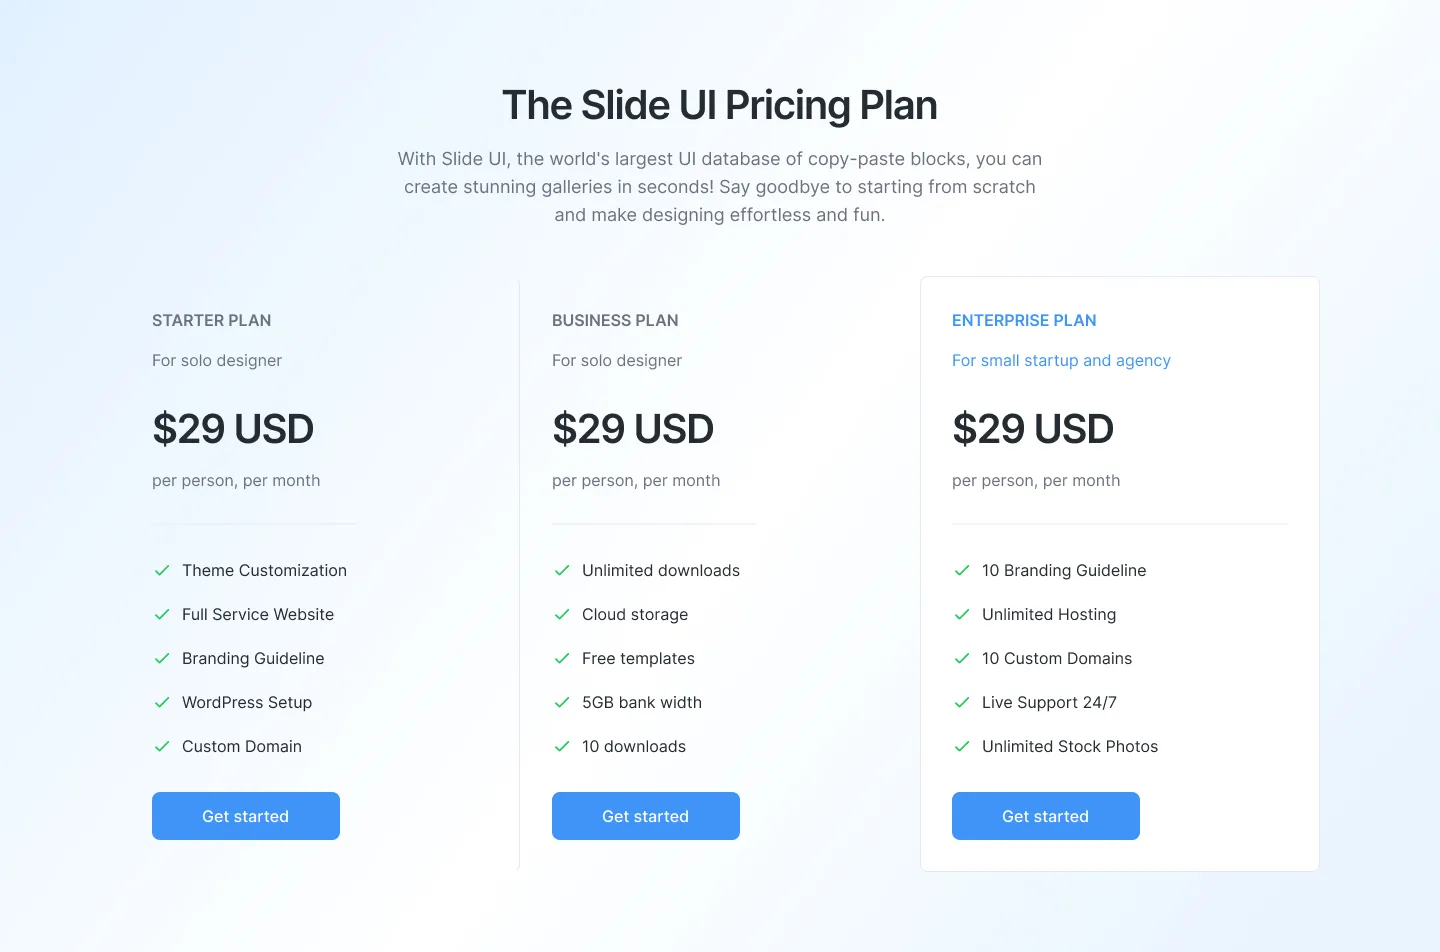 The Slide UI Pricing Plan
With Slide UI, the world's largest UI database of copy-paste blocks, you can
create stunning galleries in seconds! Say goodbye to starting from scratch
and make designing effortless and fun.
STARTER PLAN
For solo designer
$29 USD
per person, per month
Theme Customization
Full Service Website
Branding Guideline
WordPress Setup
Custom Domain
Get started
BUSINESS PLAN
For solo designer
$29 USD
per person, per month
Unlimited downloads
Cloud storage
Free templates
5GB bank width
10 downloads
Get started
ENTERPRISE PLAN
For small startup and agency
$29 USD
per person, per month
10 Branding Guideline
Unlimited Hosting
10 Custom Domains
Live Support 24/7
Unlimited Stock Photos
Get started